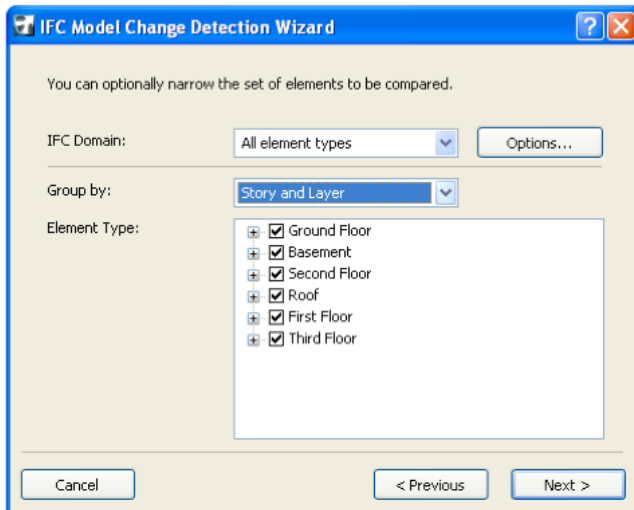 IFC Model Change Detection Wizard
You can optionally narrow the set of elements to be compared.
IFC Domain: All element types Options...
Group by: Story and Layer
Element Type: Ground Floor
Basement
Second Floor
Roof
First Floor
Third Floor
Cancel < Previous Next >